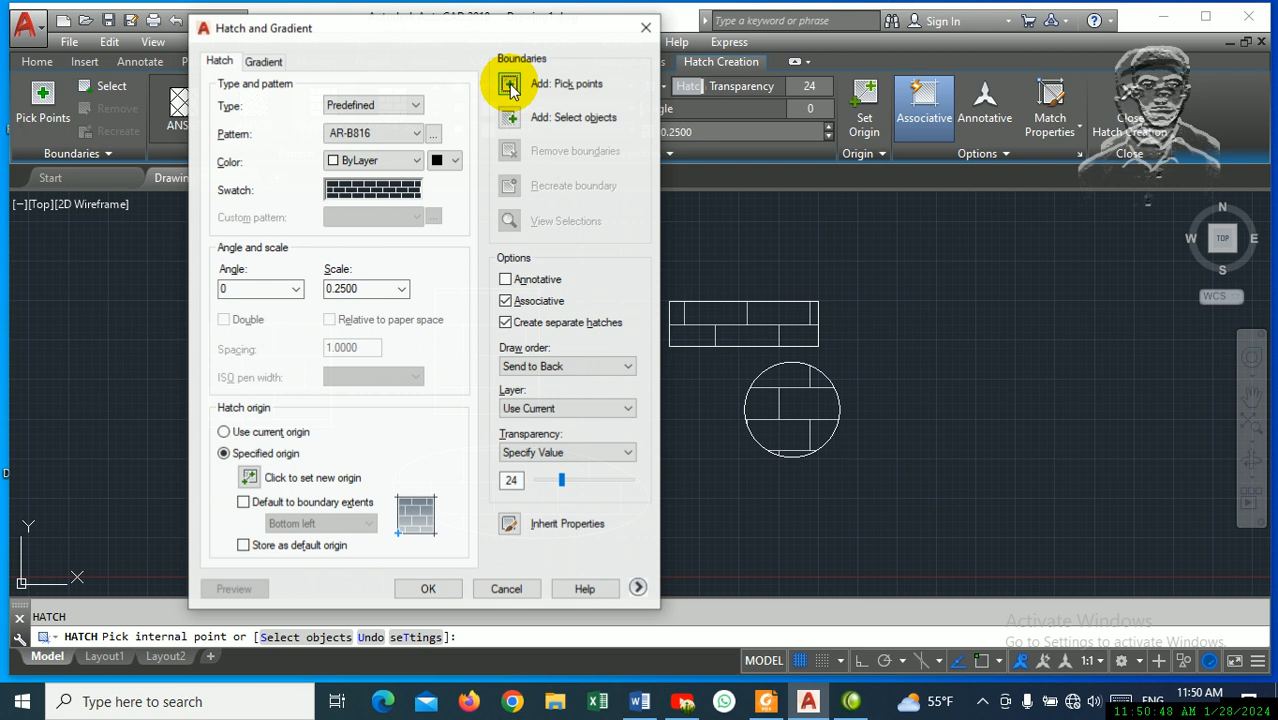 Type a keyword or phrase
Sign In
File
Edit
View
Help
Express
Home
Insert
Annotate
Hatch Creation
Pick Points
Select
Remove
Recreate
Boundaries
ANS
Hatch and Gradient
Hatch
Gradient
Type and pattern
Type:
Predefined
Pattern:
AR-B816
...
Color:
ByLayer
Swatch:
Custom pattern:
...
Angle and scale
Angle:
Scale:
0
0.2500
Double
Relative to paper space
Spacing:
1.0000
ISO pen width:
Hatch origin
Use current origin
Specified origin
Click to set new origin
Default to boundary extents
Bottom left
Store as default origin
Boundaries
Add: Pick points
Add: Select objects
Remove boundaries
Recreate boundary
View Selections
Options
Annotative
Associative
Create separate hatches
Draw order:
Send to Back
Layer:
Use Current
Transparency:
Specify Value
24
Inherit Properties
Preview
OK
Cancel
Help
Transparency
24
0
0.2500
Set Origin
Origin
Associative
Annotative
Match Properties
Options
Close
Hatch Creation
Close
Start
[−][Top][2D Wireframe]
N
W
TOP
E
S
WCS
Y
X
HATCH
HATCH Pick internal point or [Select objects Undo seTtings]:
Activate Windows
Go to Settings to activate Windows.
Model
Layout1
Layout2
+
MODEL
1:1
Type here to search
55°F
ENG
11:50 AM
11:50:48 AM 1/28/2024